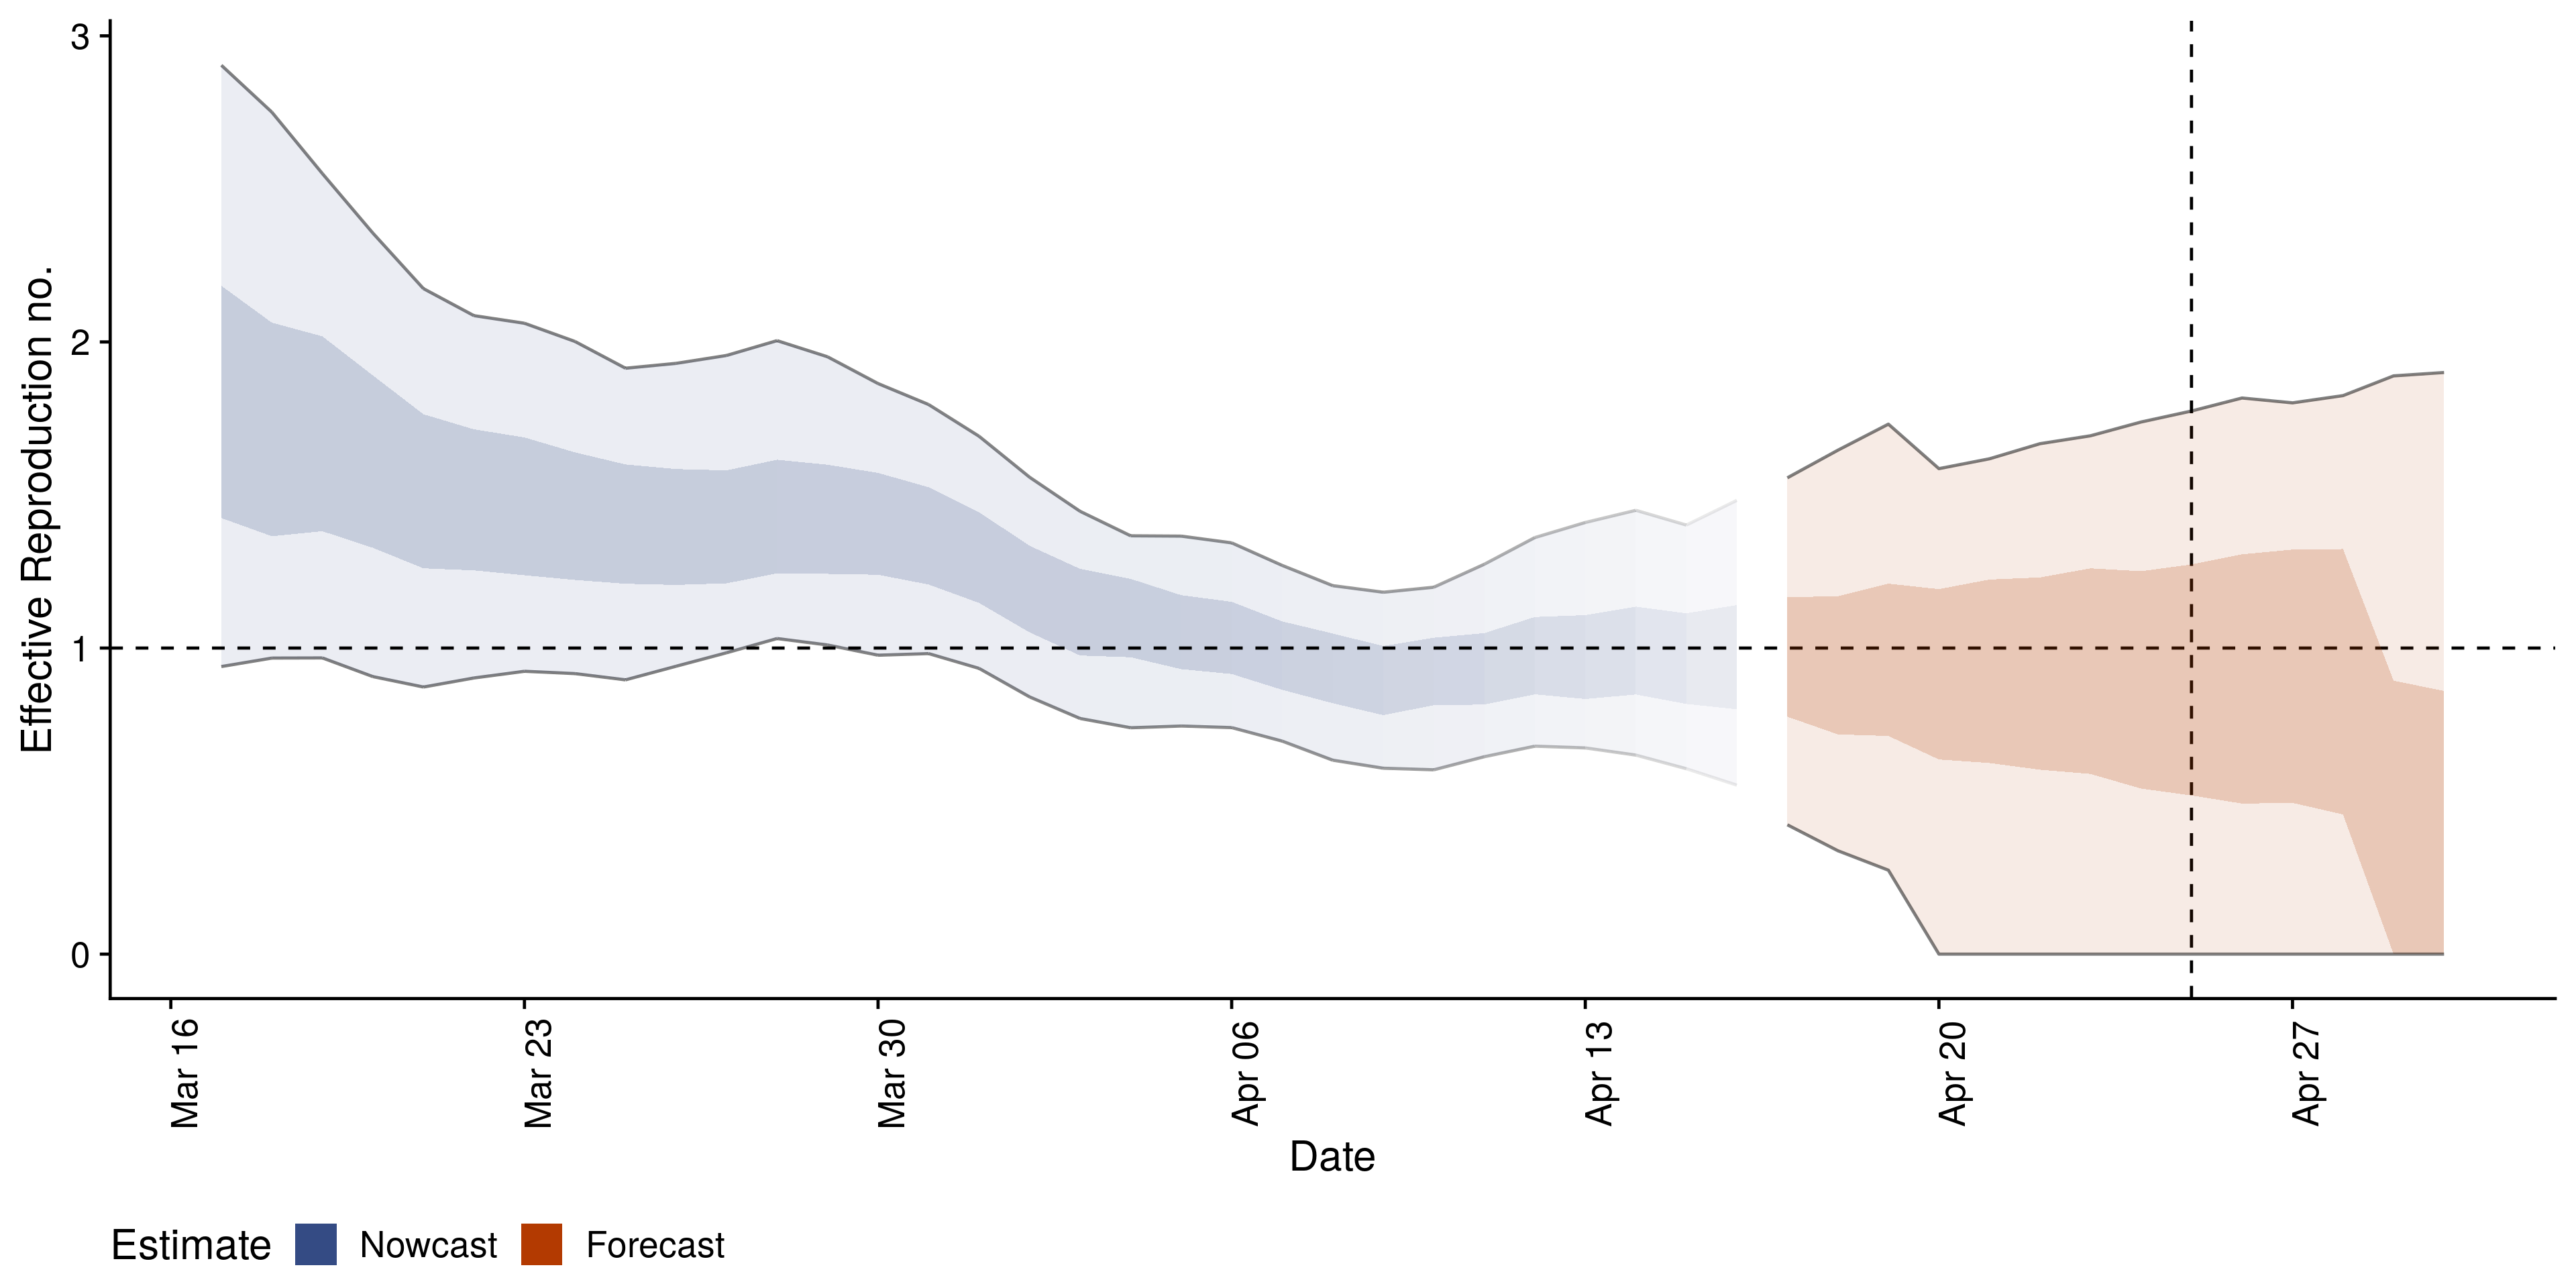 3
2
1
0
Effective Reproduction no.
Mar 16
Mar 23
Mar 30
Apr 06
Apr 13
Apr 20
Apr 27
Date
Estimate Nowcast Forecast